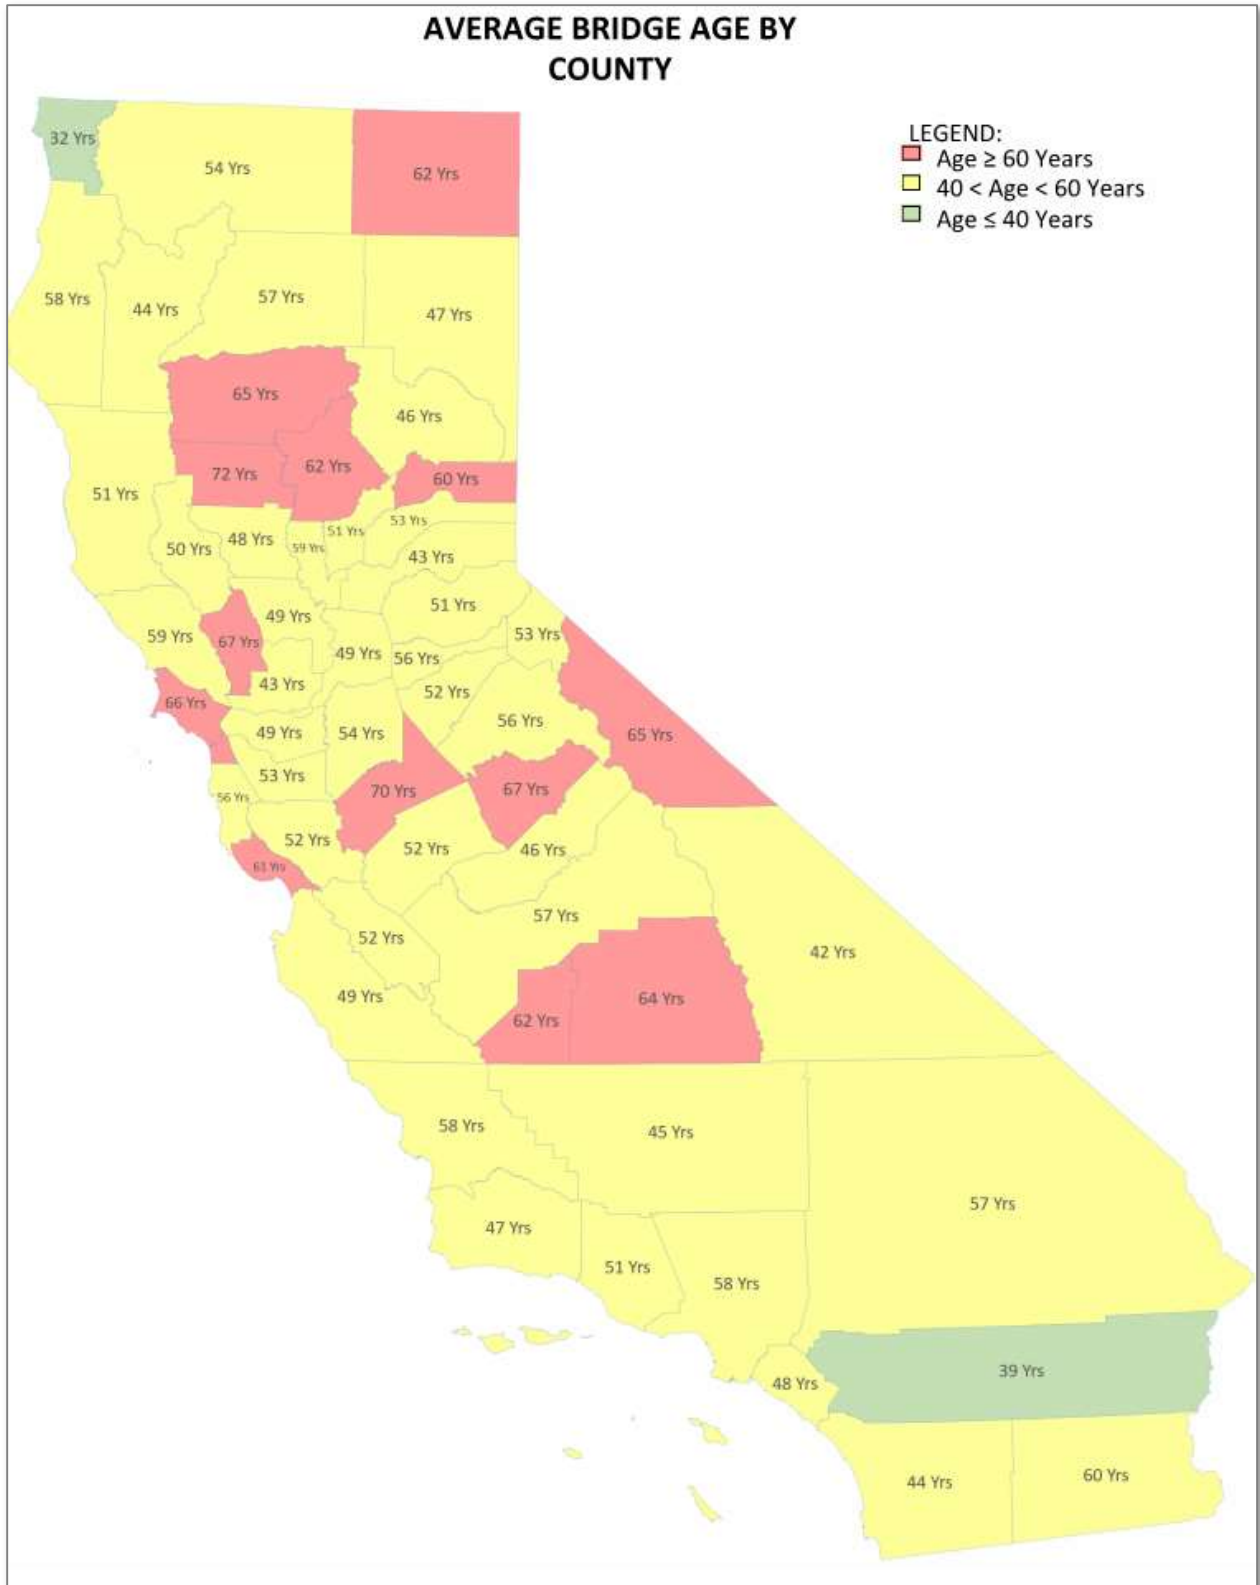 AVERAGE BRIDGE AGE BY
COUNTY
LEGEND:
Age ≥ 60 Years
40 < Age < 60 Years
Age ≤ 40 Years
32 Yrs
54 Yrs
62 Yrs
58 Yrs
44 Yrs
57 Yrs
47 Yrs
65 Yrs
46 Yrs
72 Yrs
62 Yrs
60 Yrs
51 Yrs
50 Yrs
48 Yrs
59 Yrs
51 Yrs
53 Yrs
43 Yrs
51 Yrs
59 Yrs
67 Yrs
49 Yrs
49 Yrs
56 Yrs
53 Yrs
43 Yrs
52 Yrs
66 Yrs
49 Yrs
54 Yrs
56 Yrs
65 Yrs
53 Yrs
56 Yrs
70 Yrs
67 Yrs
52 Yrs
52 Yrs
46 Yrs
61 Yrs
57 Yrs
52 Yrs
42 Yrs
49 Yrs
62 Yrs
64 Yrs
58 Yrs
45 Yrs
57 Yrs
47 Yrs
51 Yrs
58 Yrs
48 Yrs
39 Yrs
44 Yrs
60 Yrs